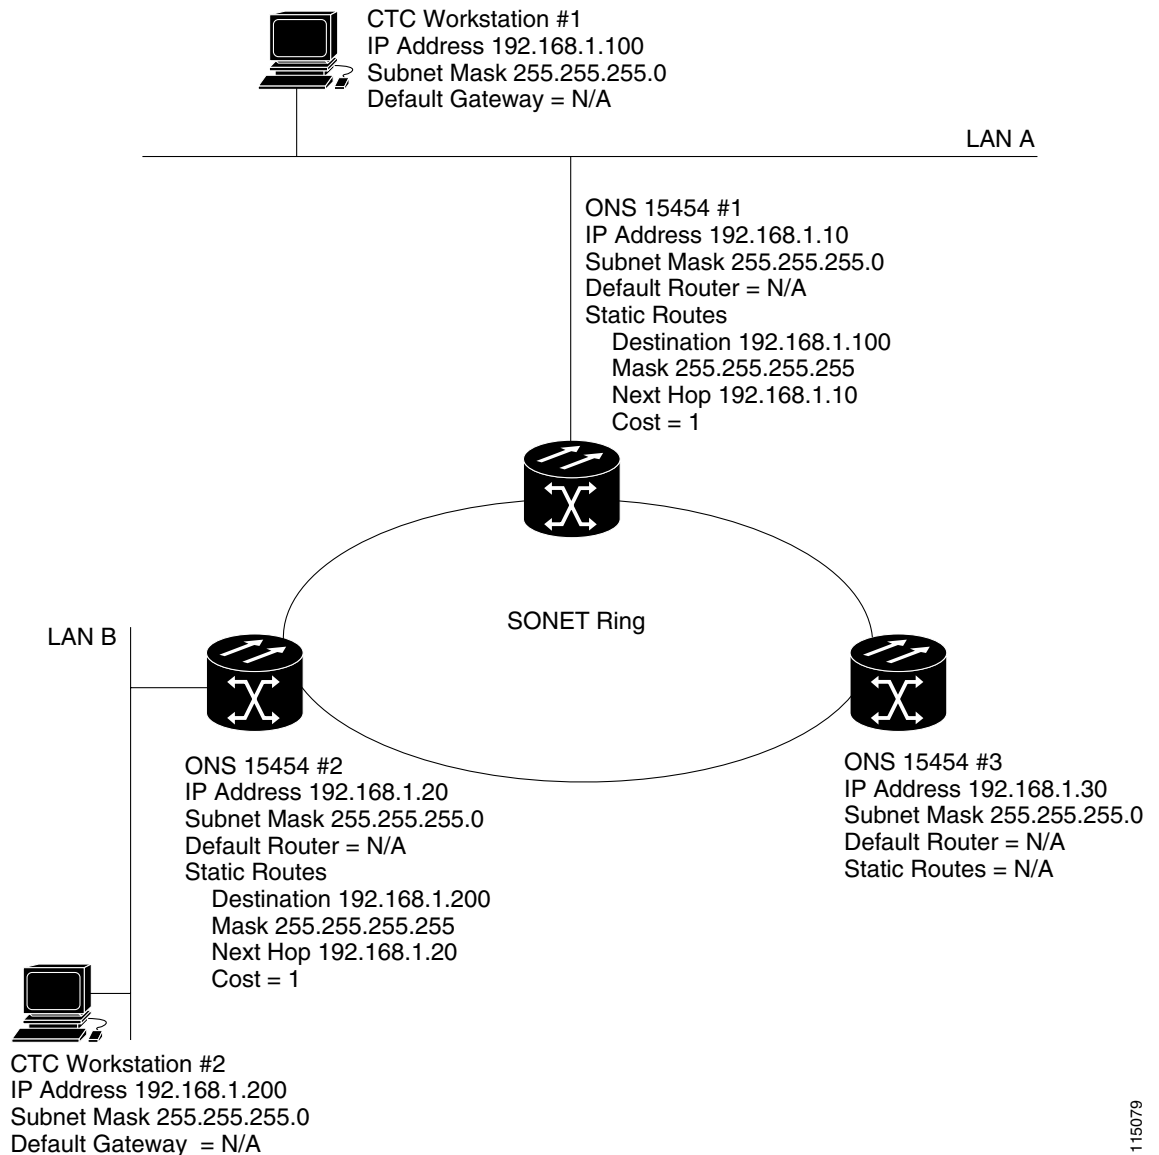 CTC Workstation #1
IP Address 192.168.1.100
Subnet Mask 255.255.255.0
Default Gateway = N/A
LAN A
ONS 15454 #1
IP Address 192.168.1.10
Subnet Mask 255.255.255.0
Default Router = N/A
Static Routes
Destination 192.168.1.100
Mask 255.255.255.255
Next Hop 192.168.1.10
Cost = 1
SONET Ring
LAN B
ONS 15454 #2
IP Address 192.168.1.20
Subnet Mask 255.255.255.0
Default Router = N/A
Static Routes
Destination 192.168.1.200
Mask 255.255.255.255
Next Hop 192.168.1.20
Cost = 1
ONS 15454 #3
IP Address 192.168.1.30
Subnet Mask 255.255.255.0
Default Router = N/A
Static Routes = N/A
CTC Workstation #2
IP Address 192.168.1.200
Subnet Mask 255.255.255.0
Default Gateway = N/A
115079